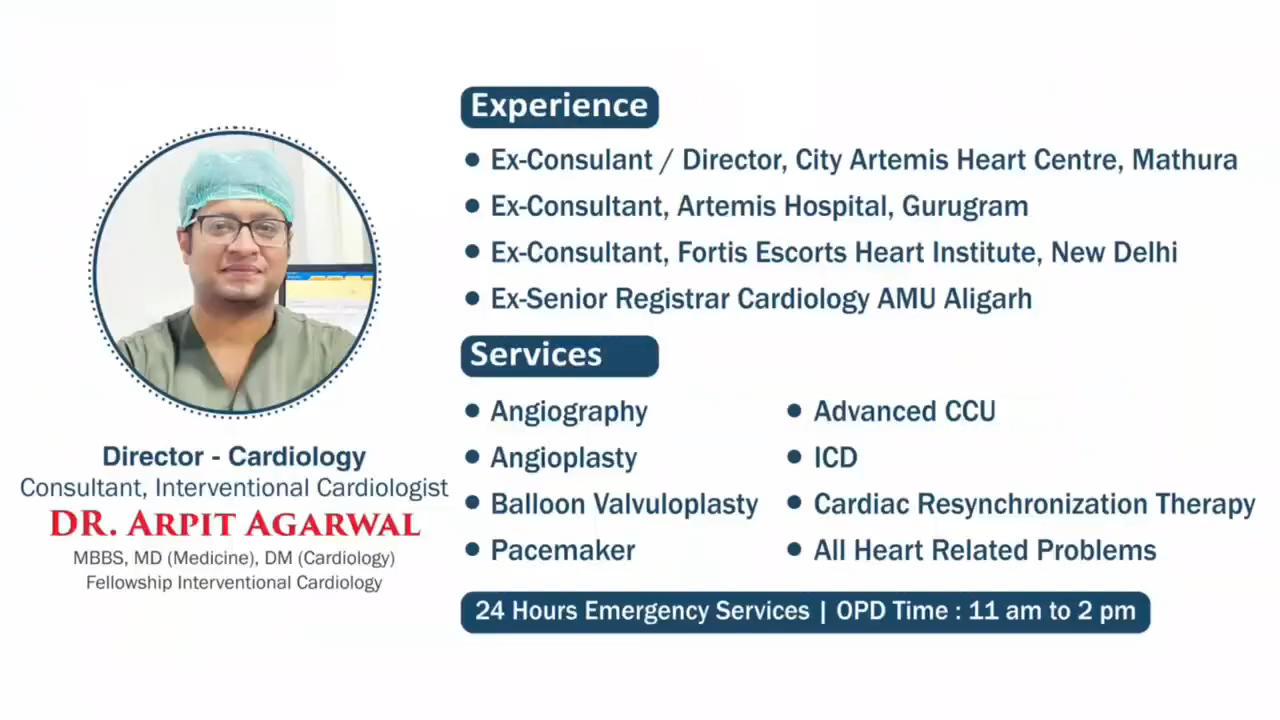 Experience
Ex-Consulant / Director, City Artemis Heart Centre, Mathura
Ex-Consultant, Artemis Hospital, Gurugram
Ex-Consultant, Fortis Escorts Heart Institute, New Delhi
Ex-Senior Registrar Cardiology AMU Aligarh
Services
Angiography
Angioplasty
Balloon Valvuloplasty
Pacemaker
Advanced CCU
ICD
Cardiac Resynchronization Therapy
All Heart Related Problems
24 Hours Emergency Services | OPD Time : 11 am to 2 pm
Director - Cardiology
Consultant, Interventional Cardiologist
DR. ARPIT AGARWAL
MBBS, MD (Medicine), DM (Cardiology)
Fellowship Interventional Cardiology